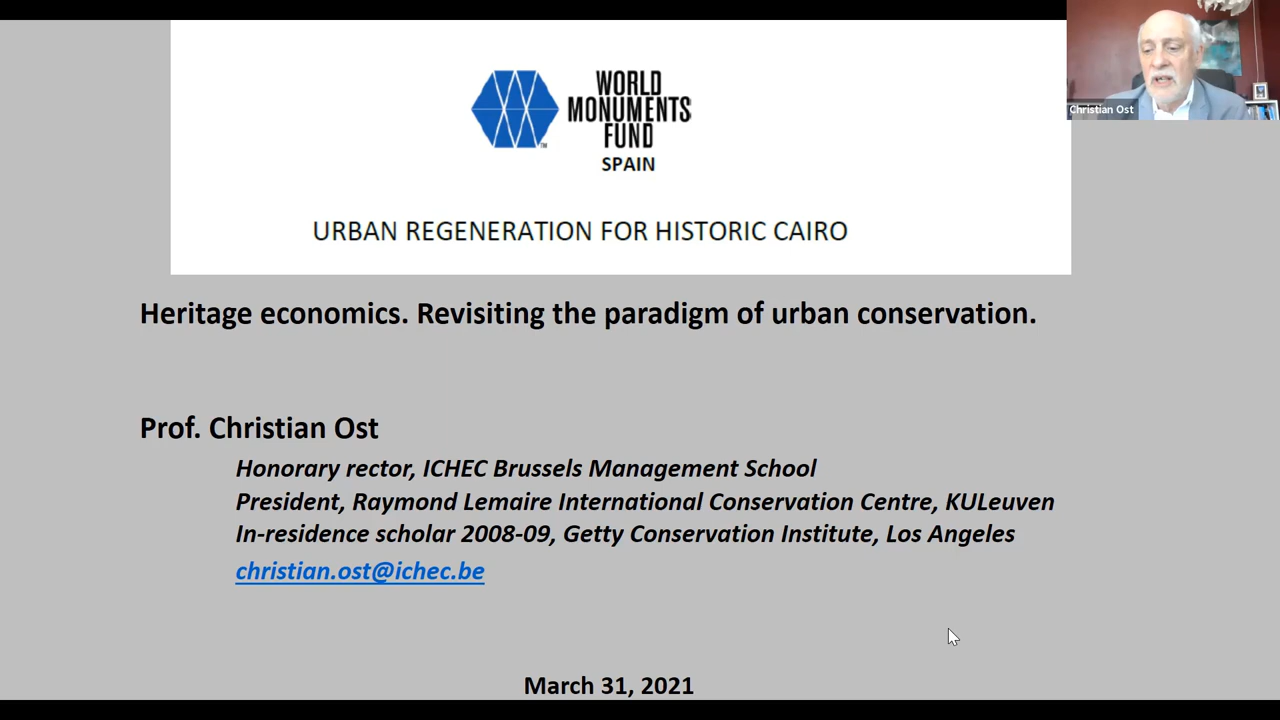 WORLD
MONUMENTS
FUND
TM
SPAIN
Christian Ost
URBAN REGENERATION FOR HISTORIC CAIRO
Heritage economics. Revisiting the paradigm of urban conservation.
Prof. Christian Ost
Honorary rector, ICHEC Brussels Management School
President, Raymond Lemaire International Conservation Centre, KULeuven
In-residence scholar 2008-09, Getty Conservation Institute, Los Angeles
christian.ost@ichec.be
March 31, 2021